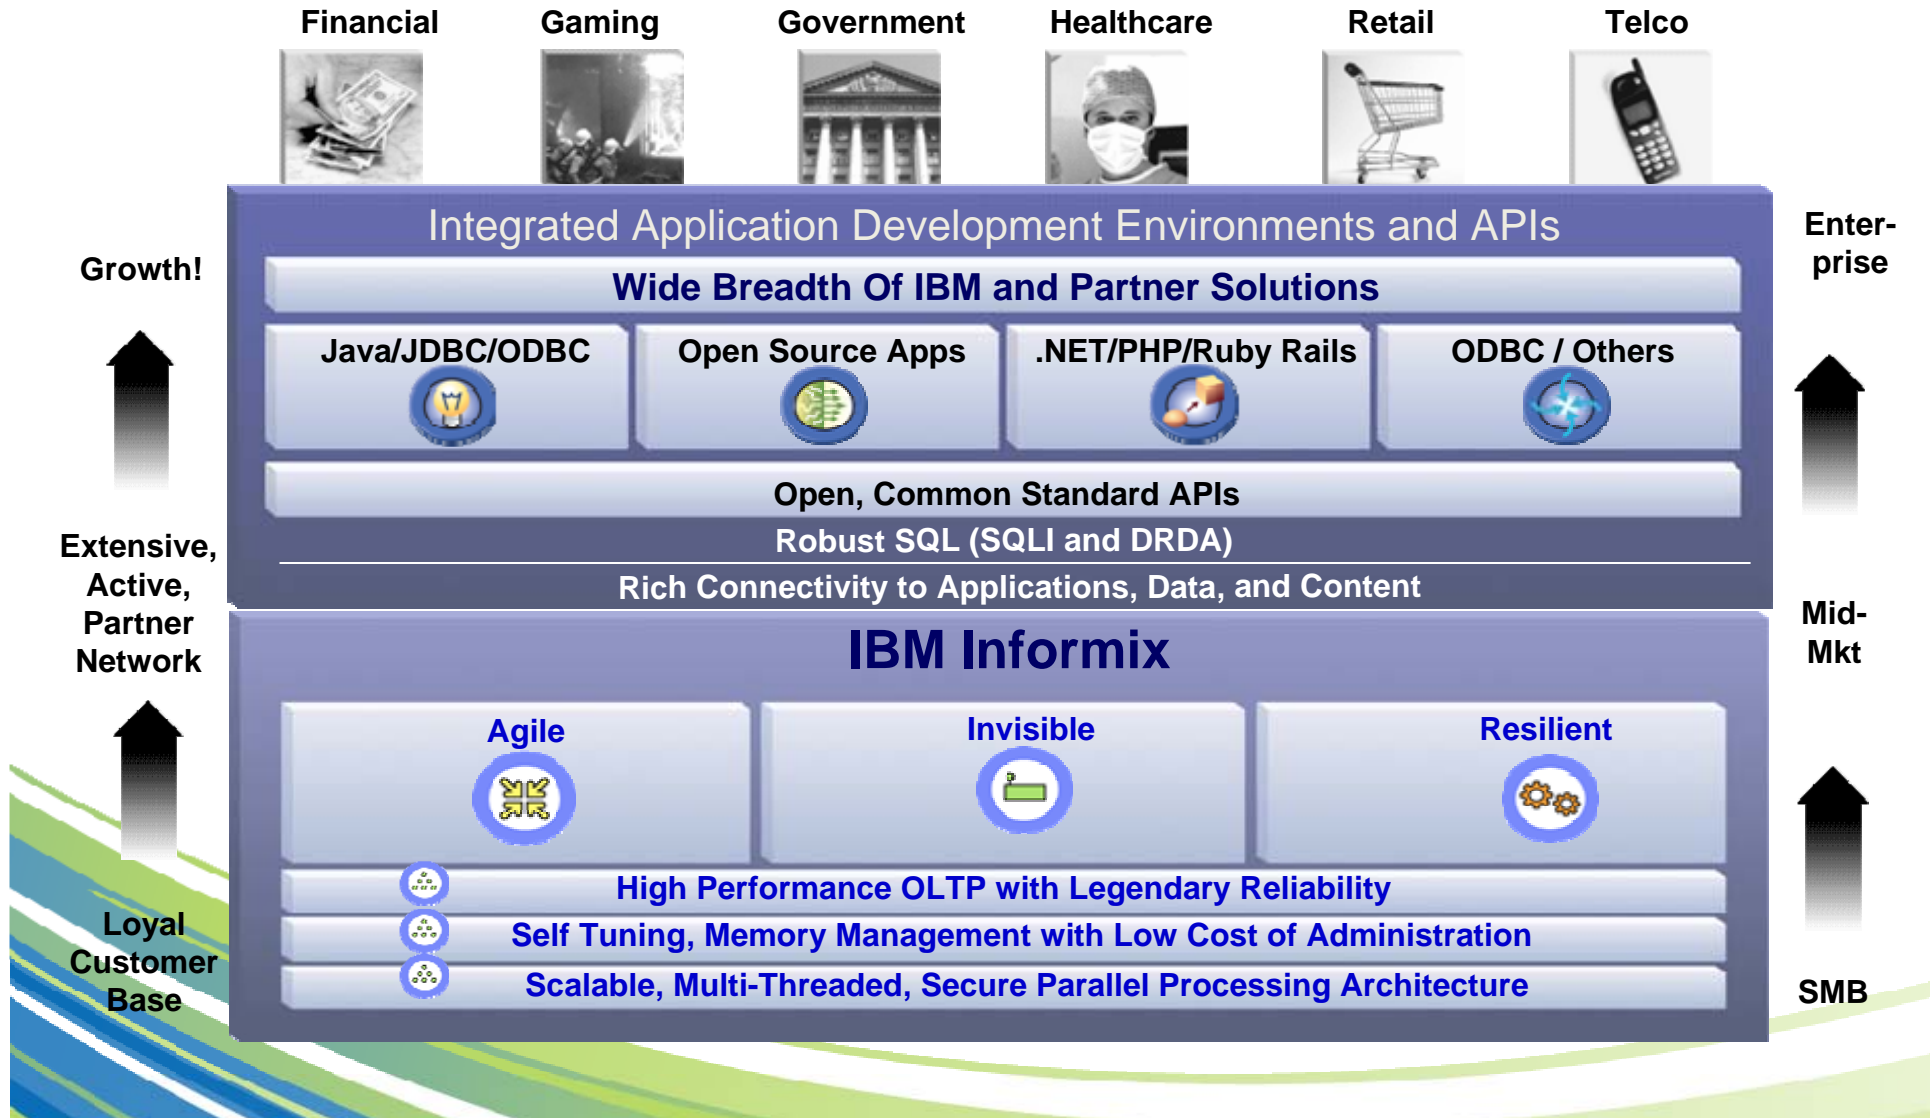 Financial
Gaming
Government
Healthcare
Retail
Telco
Integrated Application Development Environments and APIs
Wide Breadth Of IBM and Partner Solutions
Java/JDBC/ODBC
Open Source Apps
.NET/PHP/Ruby Rails
ODBC / Others
Open, Common Standard APIs
Robust SQL (SQLI and DRDA)
Rich Connectivity to Applications, Data, and Content
IBM Informix
Agile
Invisible
Resilient
High Performance OLTP with Legendary Reliability
Self Tuning, Memory Management with Low Cost of Administration
Scalable, Multi-Threaded, Secure Parallel Processing Architecture
Growth!
Extensive,
Active,
Partner
Network
Loyal
Customer
Base
Enter-
prise
Mid-
Mkt
SMB